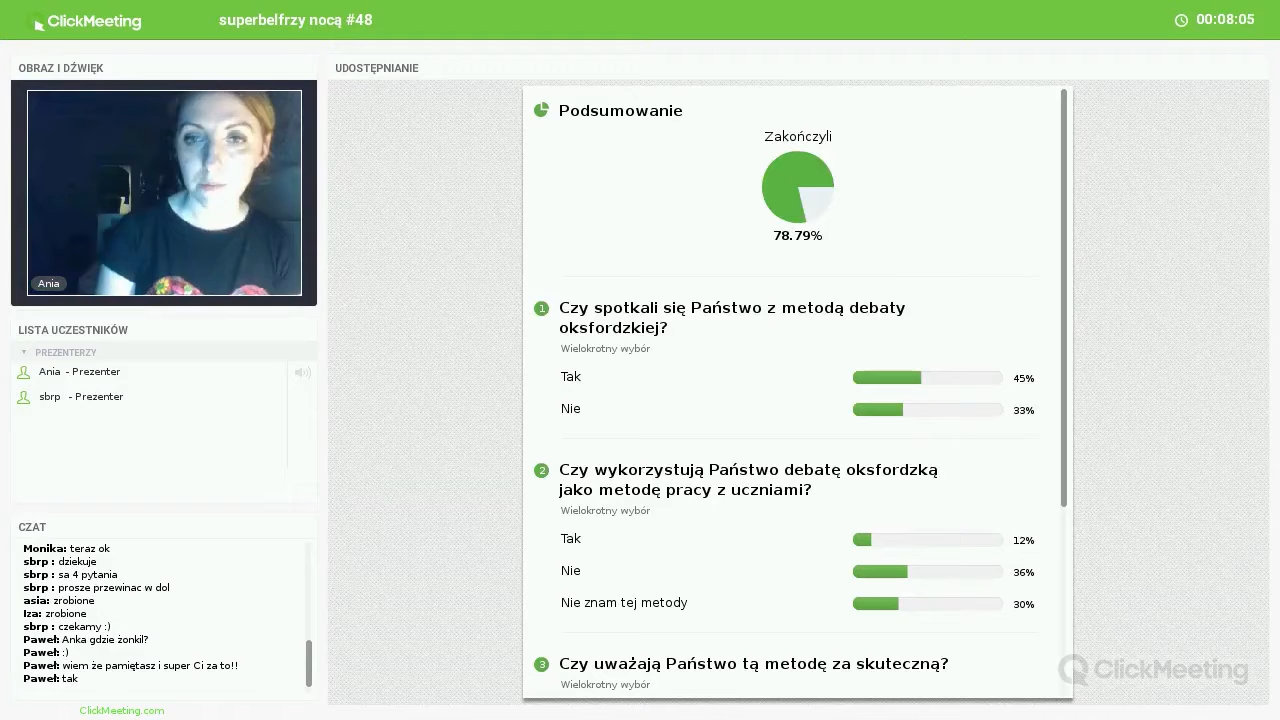 ClickMeeting
superbelfrzy nocą #48
00:08:05
OBRAZ I DŹWIĘK
Ania
LISTA UCZESTNIKÓW
PREZENTERZY
Ania - Prezenter
sbrp - Prezenter
CZAT
Monika: teraz ok
sbrp : dziekuje
sbrp : sa 4 pytania
sbrp : prosze przewinac w dol
asia: zrobione
Iza: zrobione
sbrp : czekamy :)
Paweł: Anka gdzie żonkil?
Paweł: :)
Paweł: wiem że pamiętasz i super Ci za to!!
Paweł: tak
ClickMeeting.com
UDOSTĘPNIANIE
Podsumowanie
Zakończyli
78.79%
1 Czy spotkali się Państwo z metodą debaty
oksfordzkiej?
Wielokrotny wybór
Tak 45%
Nie 33%
2 Czy wykorzystują Państwo debatę oksfordzką
jako metodę pracy z uczniami?
Wielokrotny wybór
Tak 12%
Nie 36%
Nie znam tej metody 30%
3 Czy uważają Państwo tą metodę za skuteczną?
Wielokrotny wybór
ClickMeeting